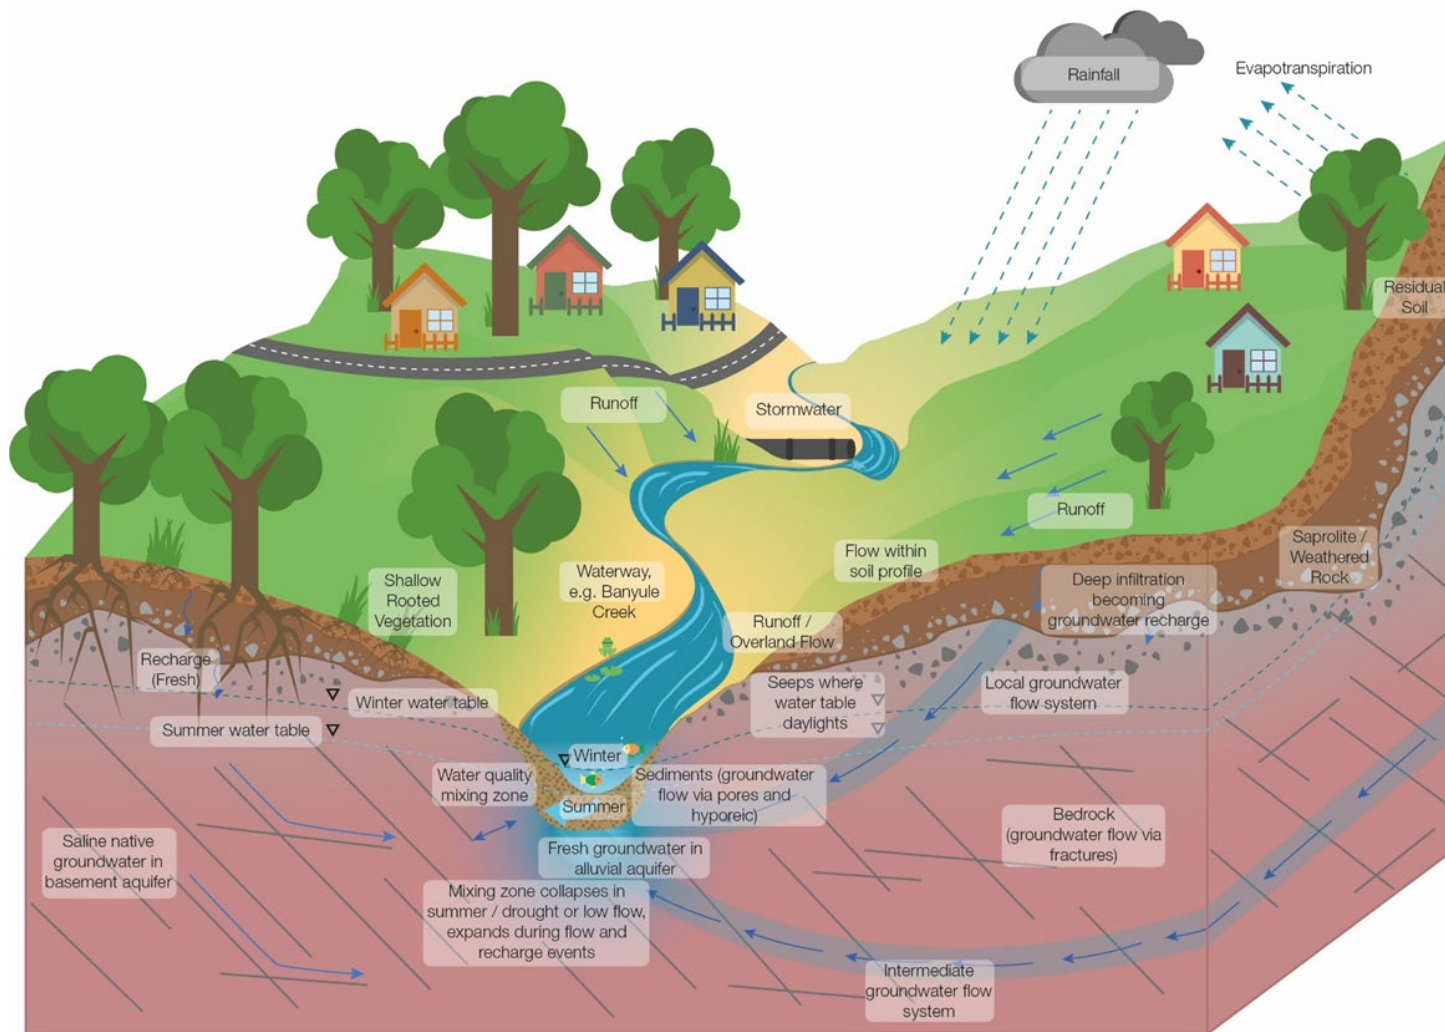 Rainfall
Evapotranspiration
Residual
Soil
Runoff
Stormwater
Runoff
Saprolite /
Weathered
Rock
Flow within
soil profile
Deep infiltration
becoming
groundwater recharge
Shallow
Rooted
Vegetation
Waterway,
e.g. Banyule
Creek
Runoff /
Overland Flow
Recharge
(Fresh)
Winter water table
Seeps where
water table
daylights
Local groundwater
flow system
Summer water table
Winter
Water quality
mixing zone
Sediments (groundwater
flow via pores and
hyporeic)
Summer
Bedrock
(groundwater flow via
fractures)
Saline native
groundwater in
basement aquifer
Fresh groundwater in
alluvial aquifer
Mixing zone collapses in
summer / drought or low flow,
expands during flow and
recharge events
Intermediate
groundwater flow
system